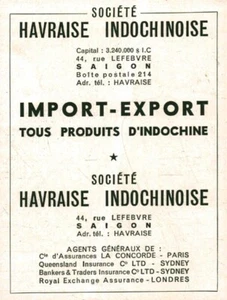 SOCIÉTÉ
HAVRAISE INDOCHINOISE
Capital : 3.240.000 $ I.C
44, rue LEFEBVRE
SAIGON
Boîte postale 214
Adr. tél. : HAVRAISE
IMPORT-EXPORT
TOUS PRODUITS D'INDOCHINE
★
SOCIÉTÉ
HAVRAISE INDOCHINOISE
44, rue LEFEBVRE
SAIGON
Adr. tél. : HAVRAISE
AGENTS GÉNÉRAUX DE :
Cie d'Assurances LA CONCORDE - PARIS
Queensland Insurance Cº LTD - SYDNEY
Bankers & Traders Insurance Cº LTD - SYDNEY
Royal Exchange Assurance - LONDRES